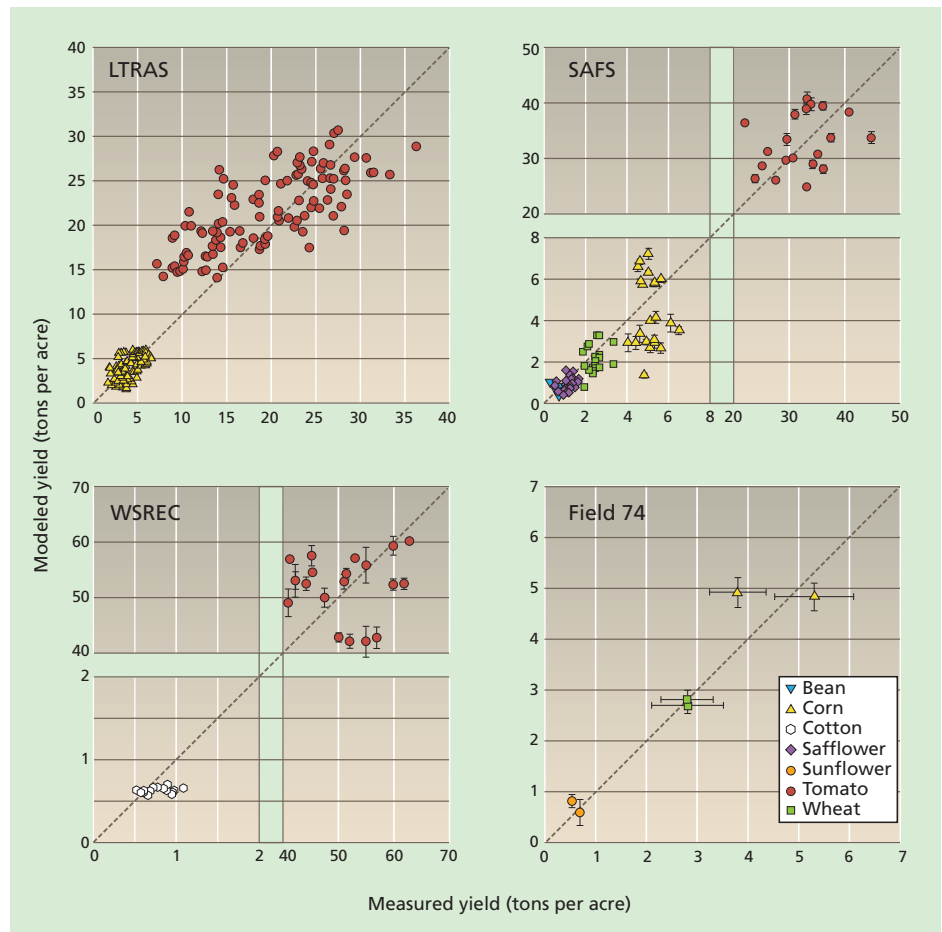 Modeled yield (tons per acre)
LTRAS
40
35
30
25
20
15
10
5
0
0 5 10 15 20 25 30 35 40
SAFS
50
40
30
20
8
6
4
2
0
0 2 4 6 8 20 30 40 50
WSREC
70
60
50
40
2
1
0
0 1 2 40 50 60 70
Field 74
7
6
5
4
3
2
1
0
0 1 2 3 4 5 6 7
Bean
Corn
Cotton
Safflower
Sunflower
Tomato
Wheat
Measured yield (tons per acre)